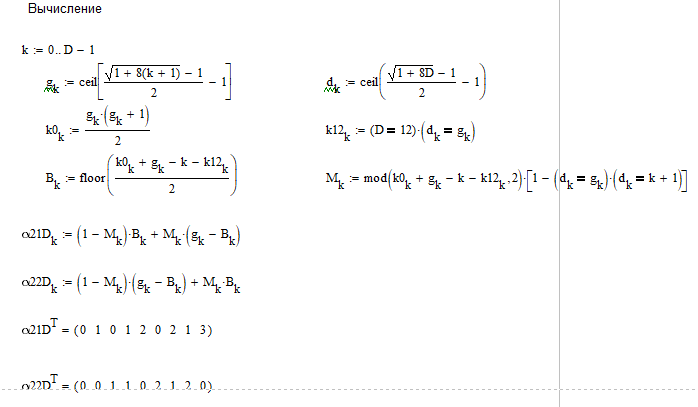 Вычисление
k := 0.. D − 1
g_k := ceil[(√(1 + 8(k + 1)) − 1)/2 − 1] d_k := ceil((√(1 + 8D) − 1)/2 − 1)
k0_k := g_k·(g_k + 1)/2 k12_k := (D = 12)·(d_k = g_k)
B_k := floor((k0_k + g_k − k − k12_k)/2) M_k := mod(k0_k + g_k − k − k12_k, 2)·[1 − (d_k = g_k)·(d_k = k + 1)]
α21D_k := (1 − M_k)·B_k + M_k·(g_k − B_k)
α22D_k := (1 − M_k)·(g_k − B_k) + M_k·B_k
α21D^T = (0 1 0 1 2 0 2 1 3)
α22D^T = (0 0 1 1 0 2 1 2 0)